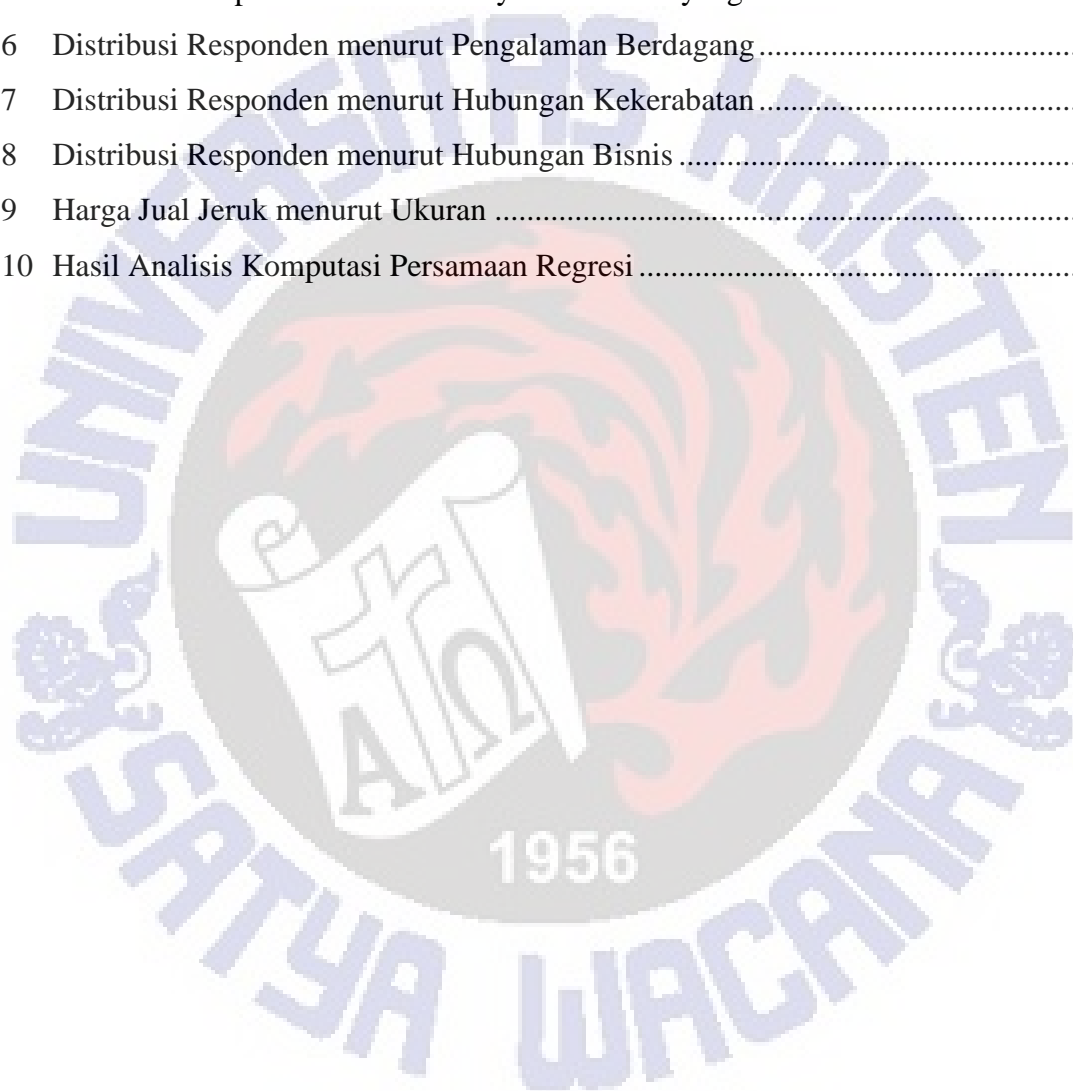 6 Distribusi Responden menurut Pengalaman Berdagang ........................................
7 Distribusi Responden menurut Hubungan Kekerabatan ........................................
8 Distribusi Responden menurut Hubungan Bisnis ..................................................
9 Harga Jual Jeruk menurut Ukuran .........................................................................
10 Hasil Analisis Komputasi Persamaan Regresi .......................................................
UNIVERSITAS KRISTEN
ΑΩ
1956
SATYA WACANA